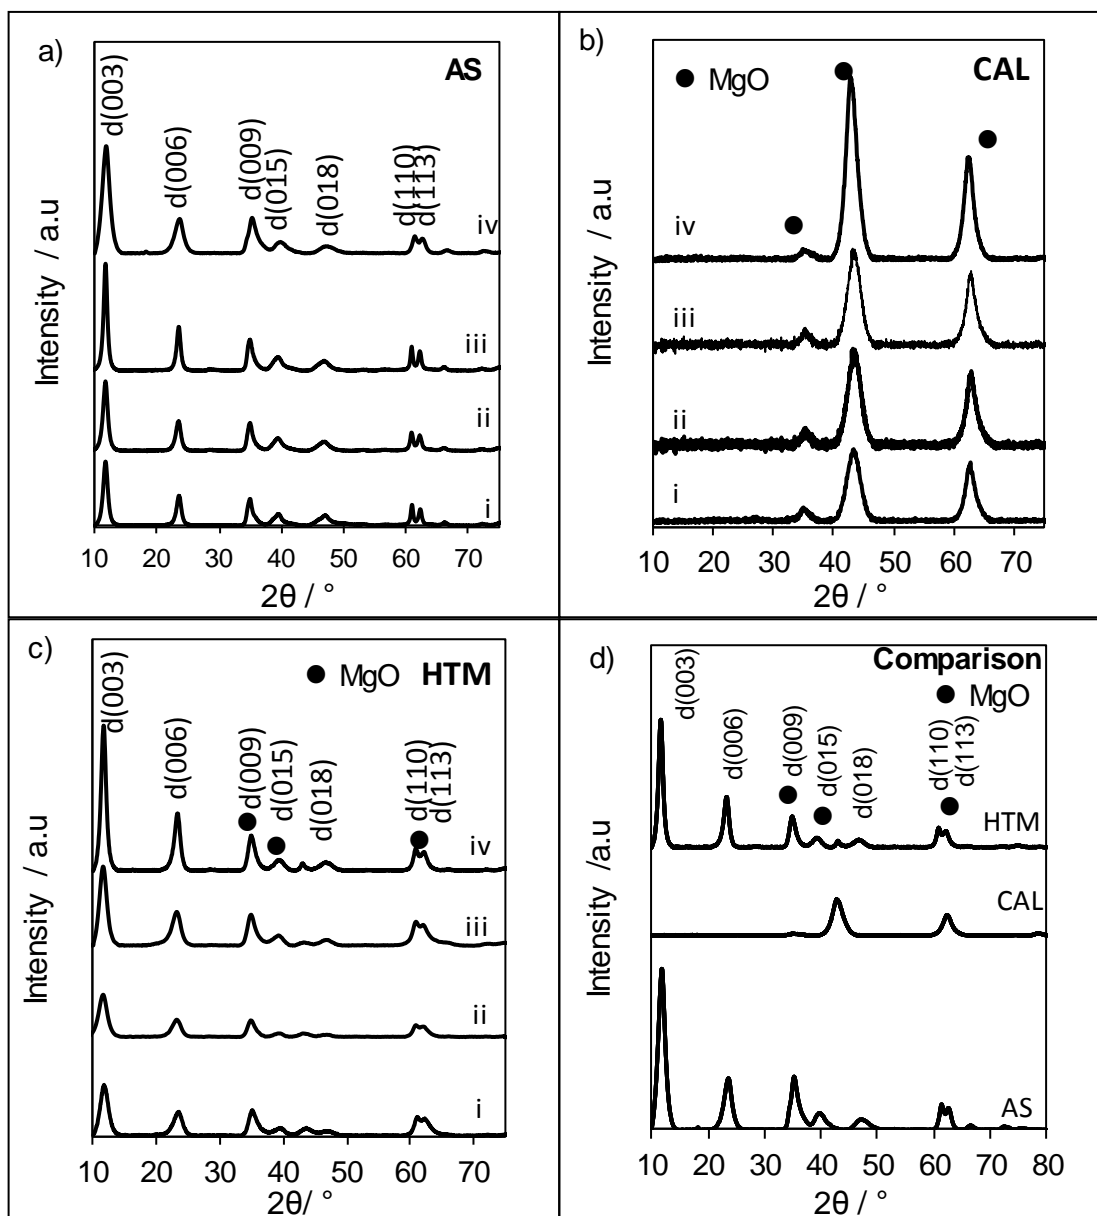 a)
AS
d(003)
d(006)
d(009)
d(015)
d(018)
d(110)
d(113)
iv
iii
ii
i
Intensity / a.u
10 20 30 40 50 60 70
2θ / °
b)
MgO
CAL
iv
iii
ii
i
Intensity / a.u
10 20 30 40 50 60 70
2θ / °
c)
MgO HTM
d(003)
d(006)
d(009)
d(015)
d(018)
d(110)
d(113)
iv
iii
ii
i
Intensity / a.u
10 20 30 40 50 60 70
2θ/ °
d)
Comparison
MgO
d(003)
d(006)
d(009)
d(015)
d(018)
d(110)
d(113)
HTM
CAL
AS
Intensity /a.u
10 20 30 40 50 60 70 80
2θ / °